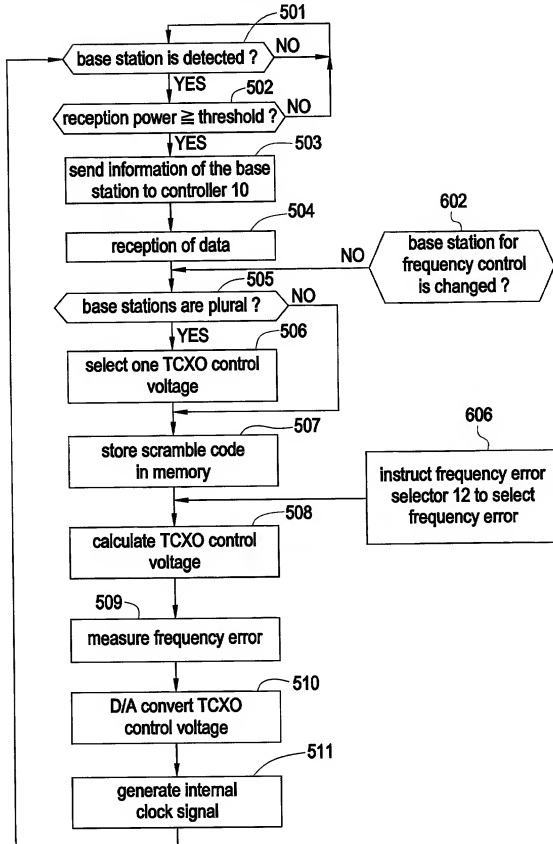 501
base station is detected ?
NO
YES
502
reception power ≧ threshold ?
NO
YES
503
send information of the base
station to controller 10
504
reception of data
602
base station for
frequency control
is changed ?
NO
505
base stations are plural ?
NO
YES
506
select one TCXO control
voltage
507
store scramble code
in memory
606
instruct frequency error
selector 12 to select
frequency error
508
calculate TCXO control
voltage
509
measure frequency error
510
D/A convert TCXO
control voltage
511
generate internal
clock signal